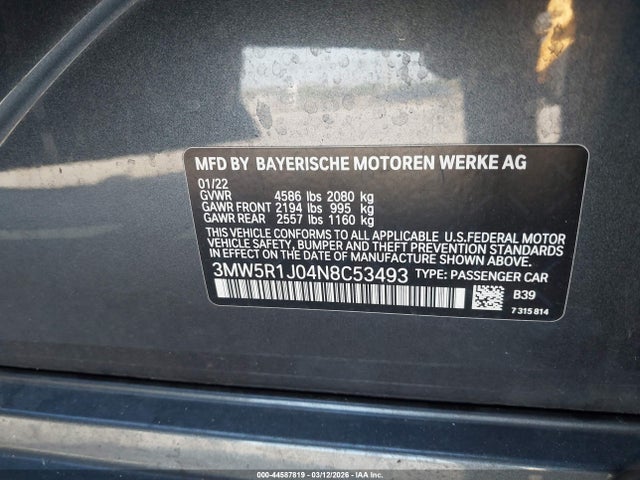 MFD BY BAYERISCHE MOTOREN WERKE AG
01/22
GVWR 4586 lbs 2080 kg
GAWR FRONT 2194 lbs 995 kg
GAWR REAR 2557 lbs 1160 kg
THIS VEHICLE CONFORMS TO ALL APPLICABLE U.S.FEDERAL MOTOR
VEHICLE SAFETY, BUMPER AND THEFT PREVENTION STANDARDS
IN EFFECT ON THE DATE OF MANUFACTURE SHOWN ABOVE.
3MW5R1J04N8C53493 TYPE: PASSENGER CAR
B39
7 315 814
000-44587819 - 03/12/2026 - IAA Inc.